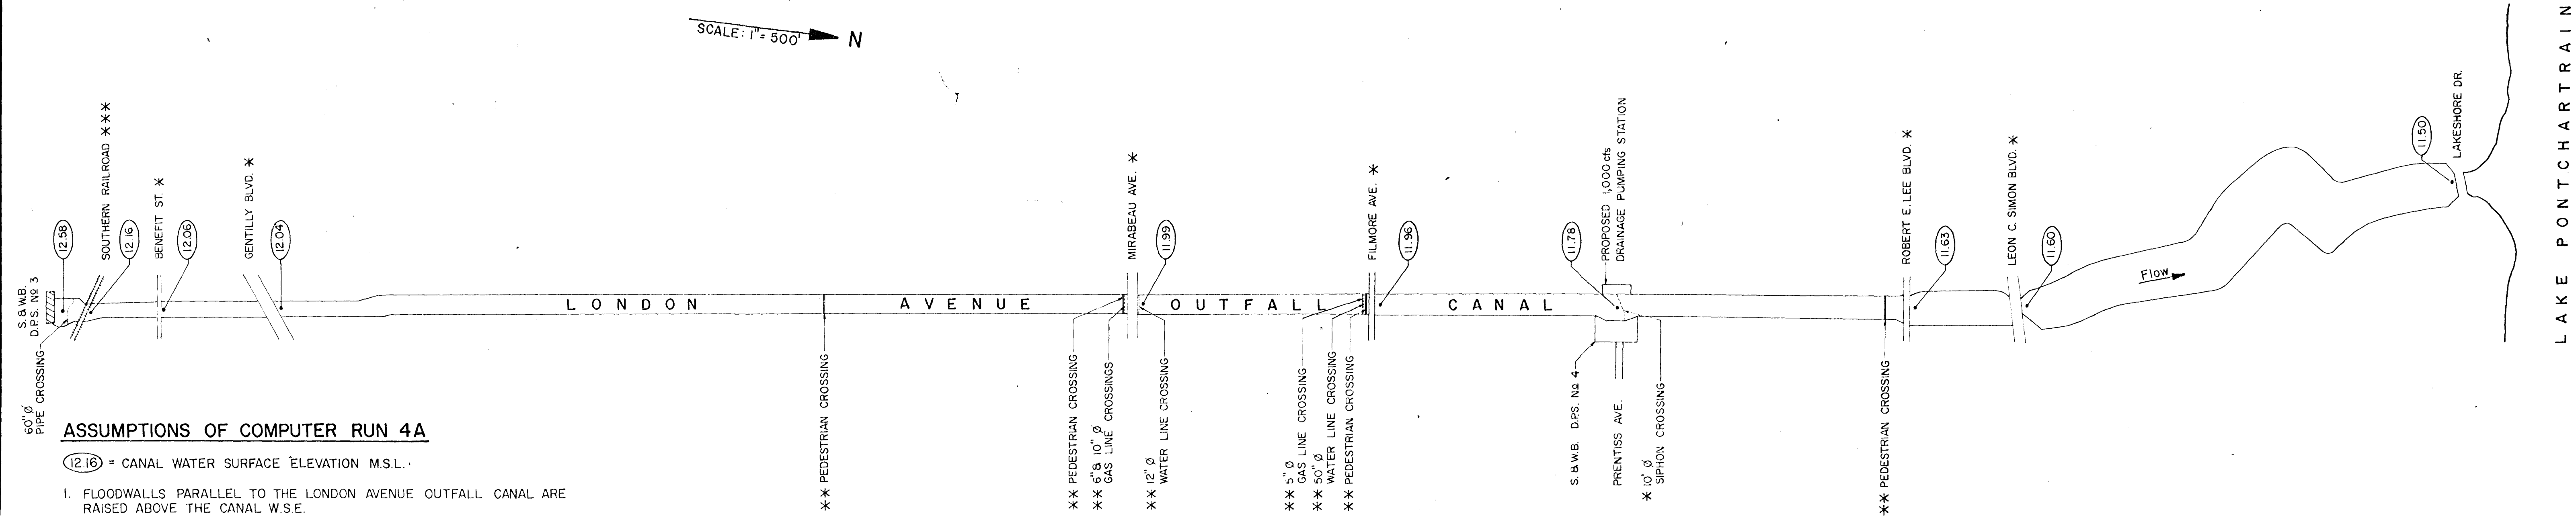 SCALE: 1" = 500'
N
S. & W.B.
D.P.S. Nº 3
12.58
SOUTHERN RAILROAD ***
12.16
BENEFIT ST. *
12.06
GENTILLY BLVD. *
12.04
MIRABEAU AVE. *
11.99
FILMORE AVE. *
11.96
11.78
PROPOSED 1,000 cfs
DRAINAGE PUMPING STATION
ROBERT E. LEE BLVD. *
11.63
LEON C. SIMON BLVD. *
11.60
Flow
11.50
LAKESHORE DR.
LAKE PONTCHARTRAIN
LONDON AVENUE OUTFALL CANAL
60" Ø
PIPE CROSSING
** PEDESTRIAN CROSSING
** PEDESTRIAN CROSSING
** 6" & 10" Ø
GAS LINE CROSSINGS
** 12" Ø
WATER LINE CROSSING
** 5" Ø
GAS LINE CROSSING
** 50" Ø
WATER LINE CROSSING
** PEDESTRIAN CROSSING
S. & W.B. D.P.S. Nº 4
PRENTISS AVE.
* 10' Ø
SIPHON CROSSING
** PEDESTRIAN CROSSING
ASSUMPTIONS OF COMPUTER RUN 4A
12.16 = CANAL WATER SURFACE ELEVATION M.S.L.
1. FLOODWALLS PARALLEL TO THE LONDON AVENUE OUTFALL CANAL ARE
RAISED ABOVE THE CANAL W.S.E.